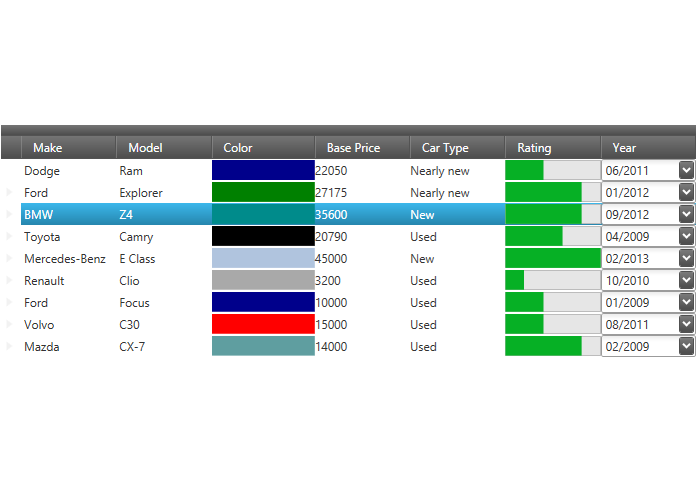 Make Model Color Base Price Car Type Rating Year
Dodge Ram 22050 Nearly new 06/2011
Ford Explorer 27175 Nearly new 01/2012
BMW Z4 35600 New 09/2012
Toyota Camry 20790 Used 04/2009
Mercedes-Benz E Class 45000 New 02/2013
Renault Clio 3200 Used 10/2010
Ford Focus 10000 Used 01/2009
Volvo C30 15000 Used 08/2011
Mazda CX-7 14000 Used 02/2009